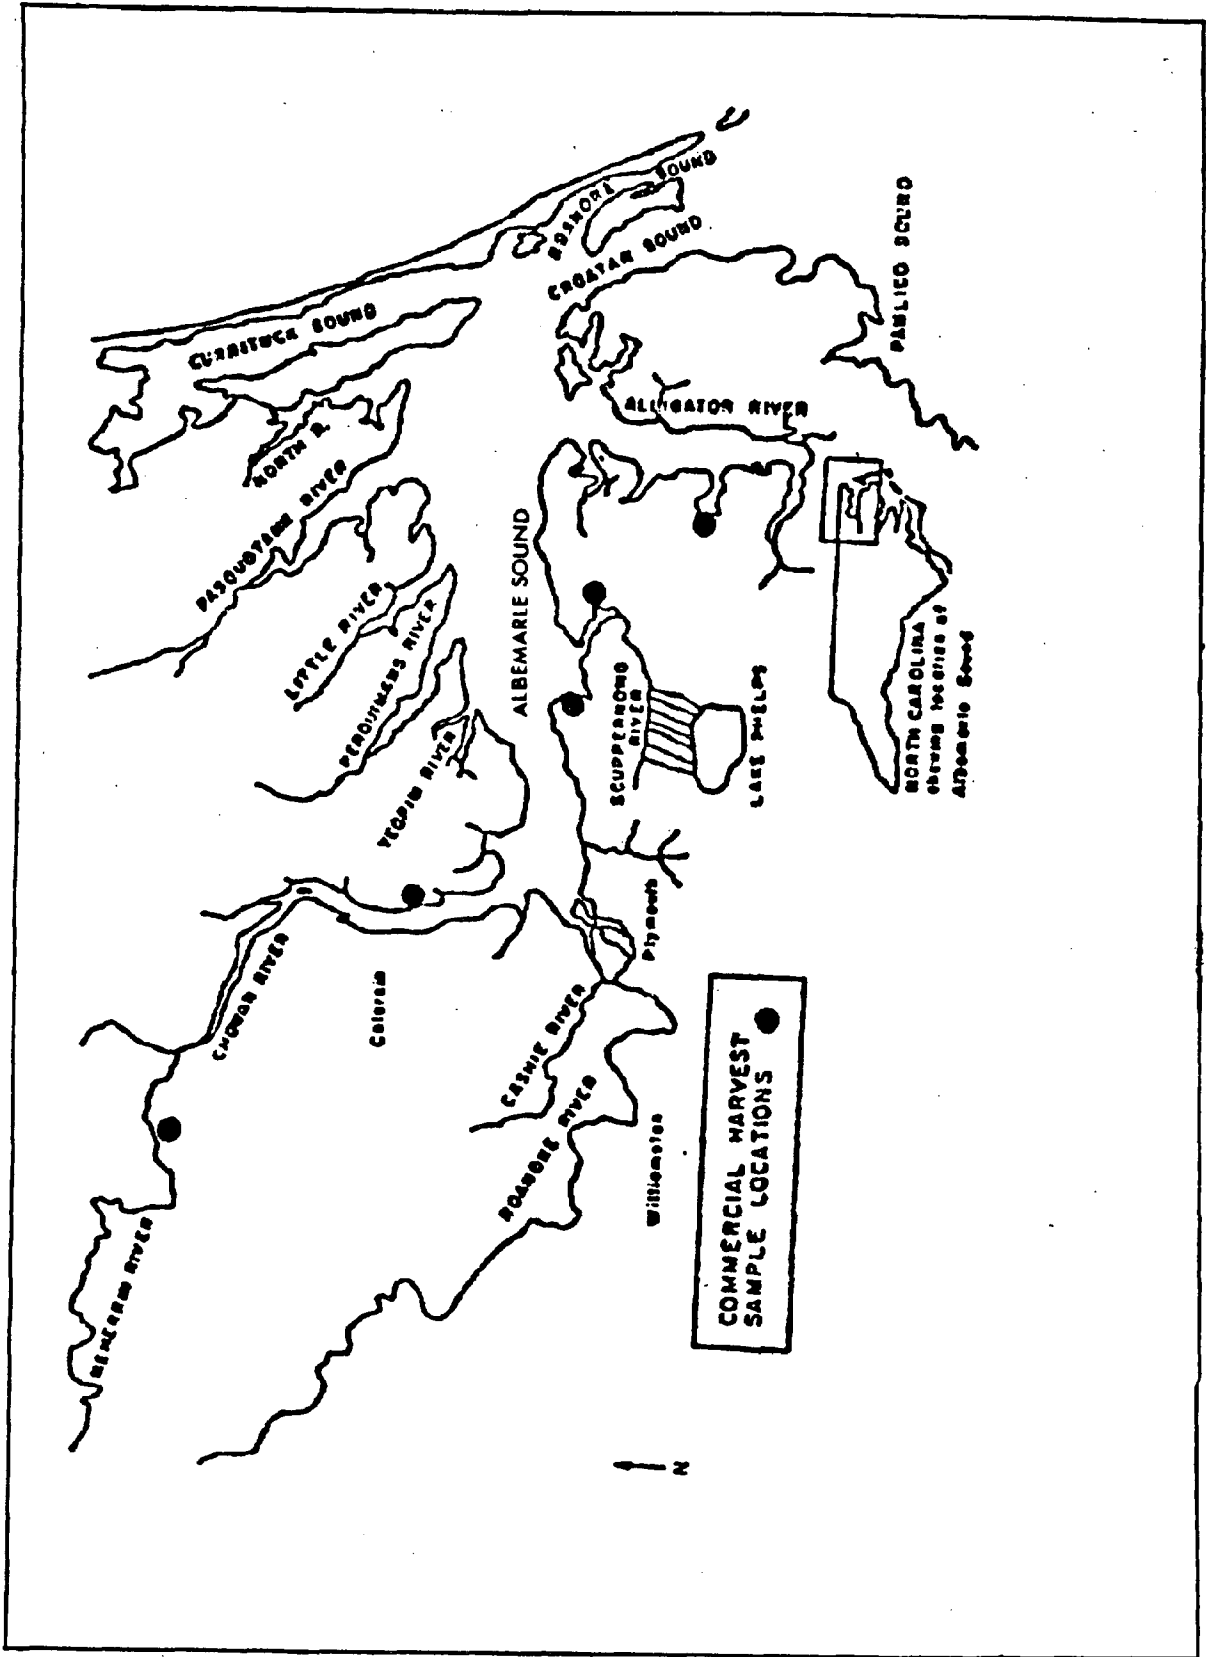 MEHERRIN RIVER
CHOWAN RIVER
Colerain
CASHIE RIVER
ROANOKE RIVER
Williamston
Plymouth
YEOPIM RIVER
PERQUIMANS RIVER
LITTLE RIVER
PASQUOTANK RIVER
NORTH R.
CURRITUCK SOUND
ALBEMARLE SOUND
ROANOKE SOUND
CROATAN SOUND
ALLIGATOR RIVER
PAMLICO SOUND
SCUPPERNONG
RIVER
LAKE PHELPS
NORTH CAROLINA
showing location of
Albemarle Sound
COMMERCIAL HARVEST
SAMPLE LOCATIONS
N